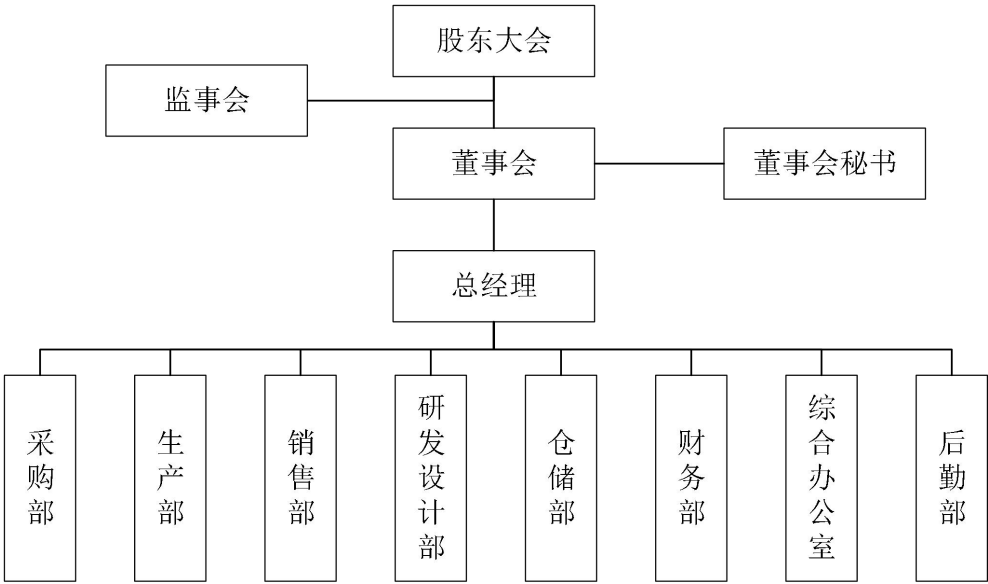 股东大会
监事会
董事会
董事会秘书
总经理
采购部
生产部
销售部
研发设计部
仓储部
财务部
综合办公室
后勤部